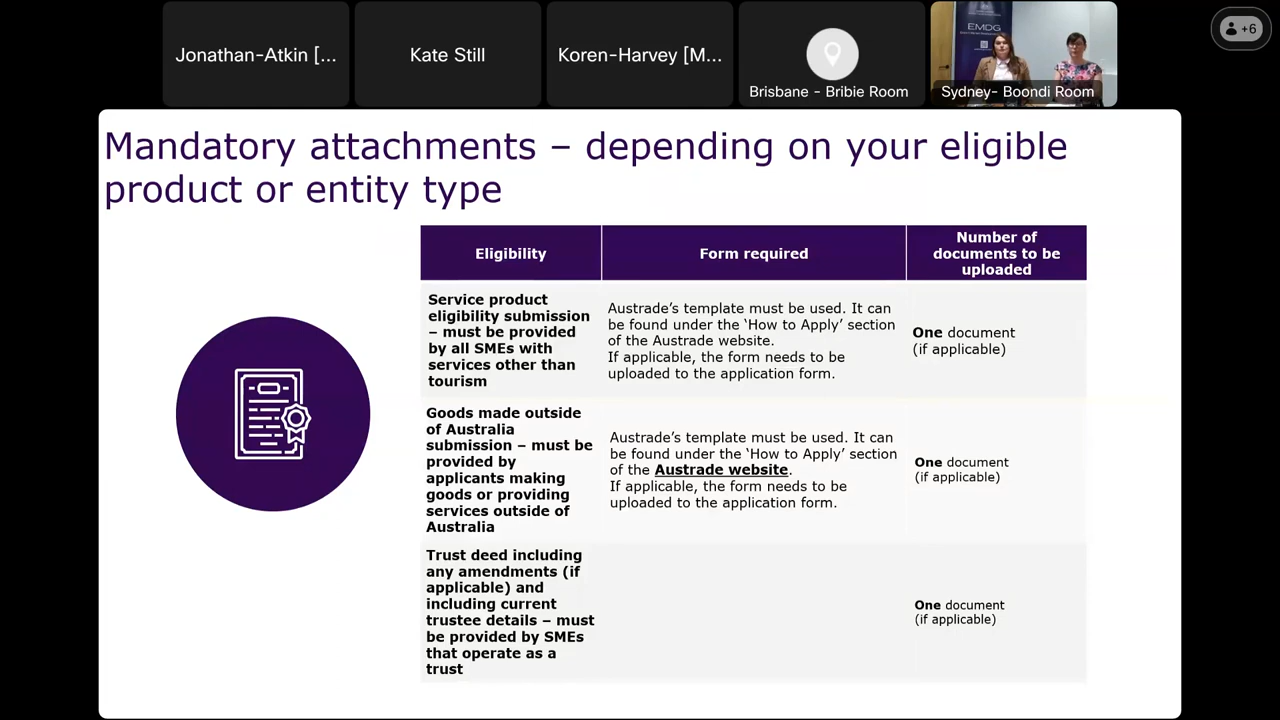 Jonathan-Atkin [...
Kate Still
Koren-Harvey [M...
Brisbane - Bribie Room
EMDG
Sydney- Boondi Room
+6
Mandatory attachments – depending on your eligible
product or entity type
Eligibility
Form required
Number of
documents to be
uploaded
Service product
eligibility submission
– must be provided
by all SMEs with
services other than
tourism
Austrade’s template must be used. It can
be found under the ‘How to Apply’ section
of the Austrade website.
If applicable, the form needs to be
uploaded to the application form.
One document
(if applicable)
Goods made outside
of Australia
submission – must be
provided by
applicants making
goods or providing
services outside of
Australia
Austrade’s template must be used. It can
be found under the ‘How to Apply’ section
of the Austrade website.
If applicable, the form needs to be
uploaded to the application form.
One document
(if applicable)
Trust deed including
any amendments (if
applicable) and
including current
trustee details – must
be provided by SMEs
that operate as a
trust
One document
(if applicable)